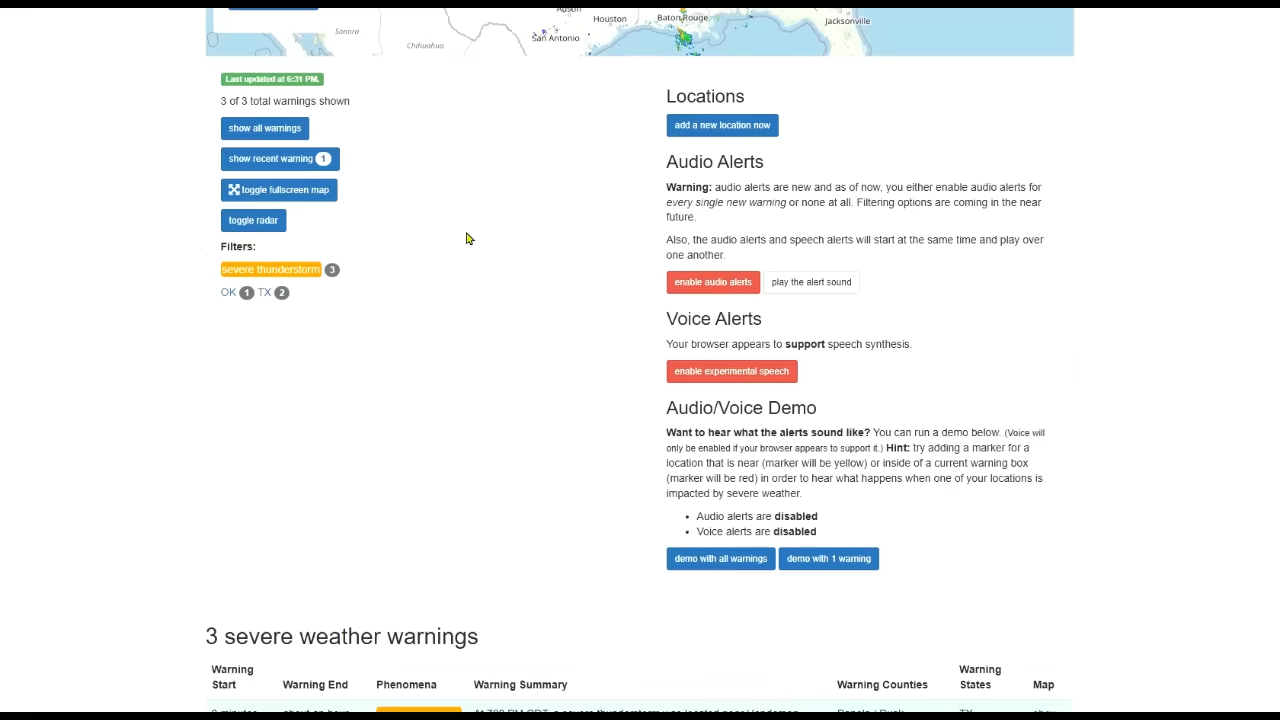 Austin
Houston
Baton Rouge
Jacksonville
Sonora
San Antonio
Chihuahua
Last updated at 6:31 PM.
3 of 3 total warnings shown
show all warnings
show recent warning 1
toggle fullscreen map
toggle radar
Filters:
severe thunderstorm 3
OK 1 TX 2
Locations
add a new location now
Audio Alerts
Warning: audio alerts are new and as of now, you either enable audio alerts for
every single new warning or none at all. Filtering options are coming in the near
future.
Also, the audio alerts and speech alerts will start at the same time and play over
one another.
enable audio alerts play the alert sound
Voice Alerts
Your browser appears to support speech synthesis.
enable experimental speech
Audio/Voice Demo
Want to hear what the alerts sound like? You can run a demo below. (Voice will
only be enabled if your browser appears to support it.) Hint: try adding a marker for a
location that is near (marker will be yellow) or inside of a current warning box
(marker will be red) in order to hear what happens when one of your locations is
impacted by severe weather.
• Audio alerts are disabled
• Voice alerts are disabled
demo with all warnings demo with 1 warning
3 severe weather warnings
Warning Start Warning End Phenomena Warning Summary Warning Counties Warning States Map